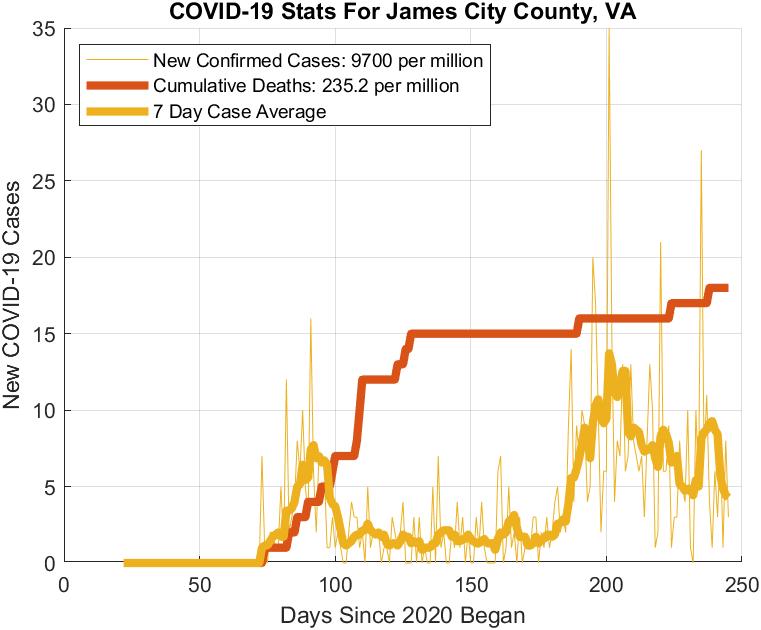 COVID-19 Stats For James City County, VA
New Confirmed Cases: 9700 per million
Cumulative Deaths: 235.2 per million
7 Day Case Average
35
30
25
20
15
10
5
0
New COVID-19 Cases
0 50 100 150 200 250
Days Since 2020 Began